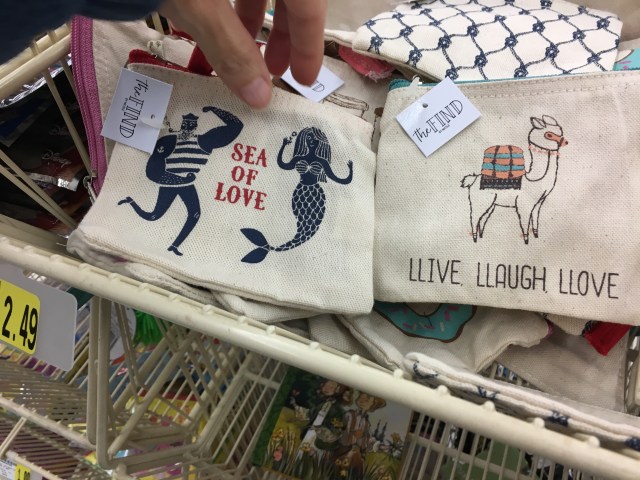 the FIND
SEA
OF
LOVE
the FIND
LLIVE, LLAUGH, LLOVE
2.49